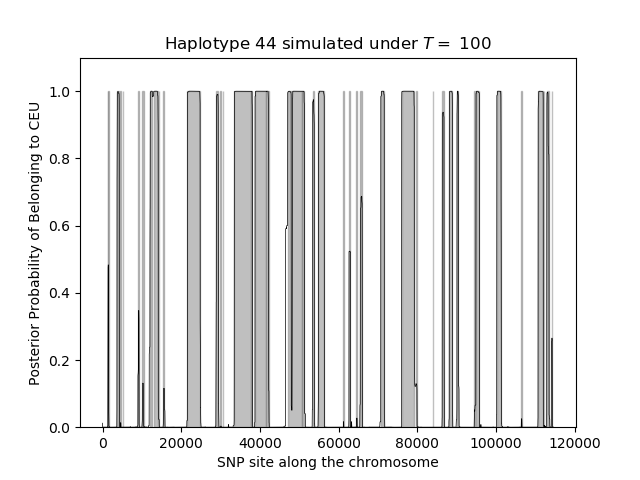 Haplotype 44 simulated under T = 100
Posterior Probability of Belonging to CEU
1.0
0.8
0.6
0.4
0.2
0.0
0 20000 40000 60000 80000 100000 120000
SNP site along the chromosome